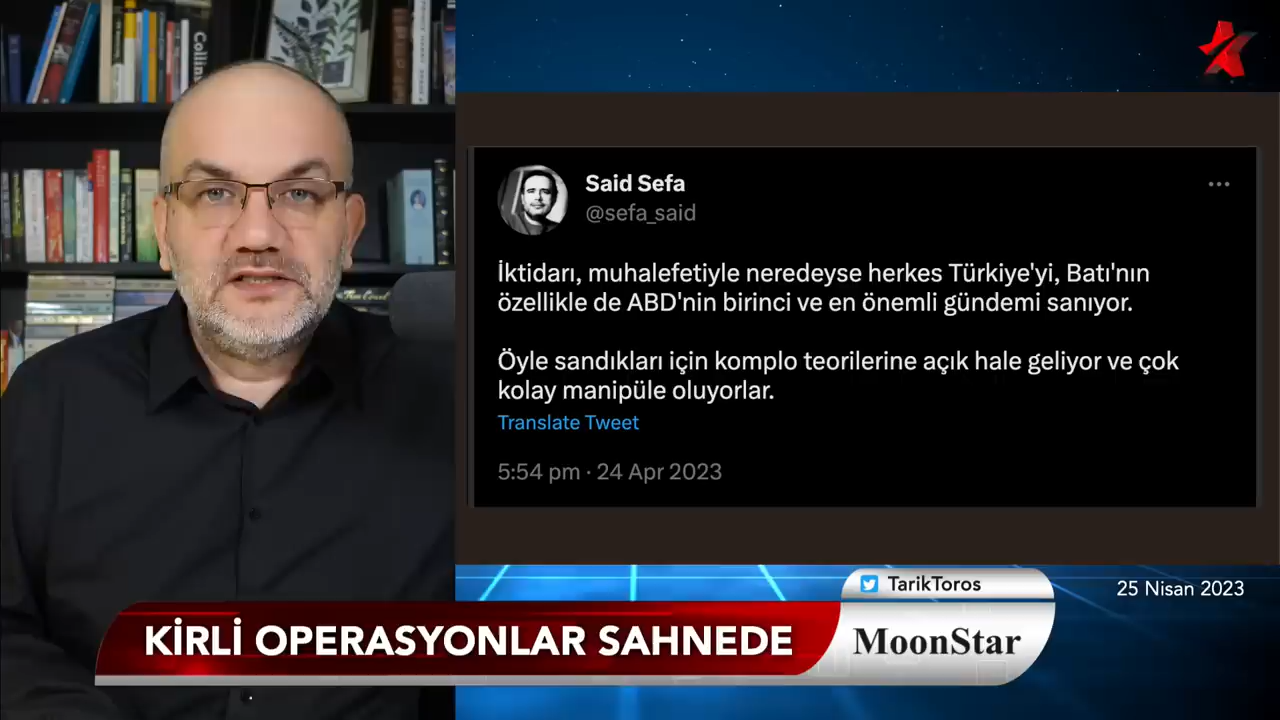 Collins
Said Sefa
@sefa_said
İktidarı, muhalefetiyle neredeyse herkes Türkiye'yi, Batı'nın
özellikle de ABD'nin birinci ve en önemli gündemi sanıyor.
Öyle sandıkları için komplo teorilerine açık hale geliyor ve çok
kolay manipüle oluyorlar.
Translate Tweet
5:54 pm · 24 Apr 2023
TarikToros
25 Nisan 2023
KİRLİ OPERASYONLAR SAHNEDE
MoonStar